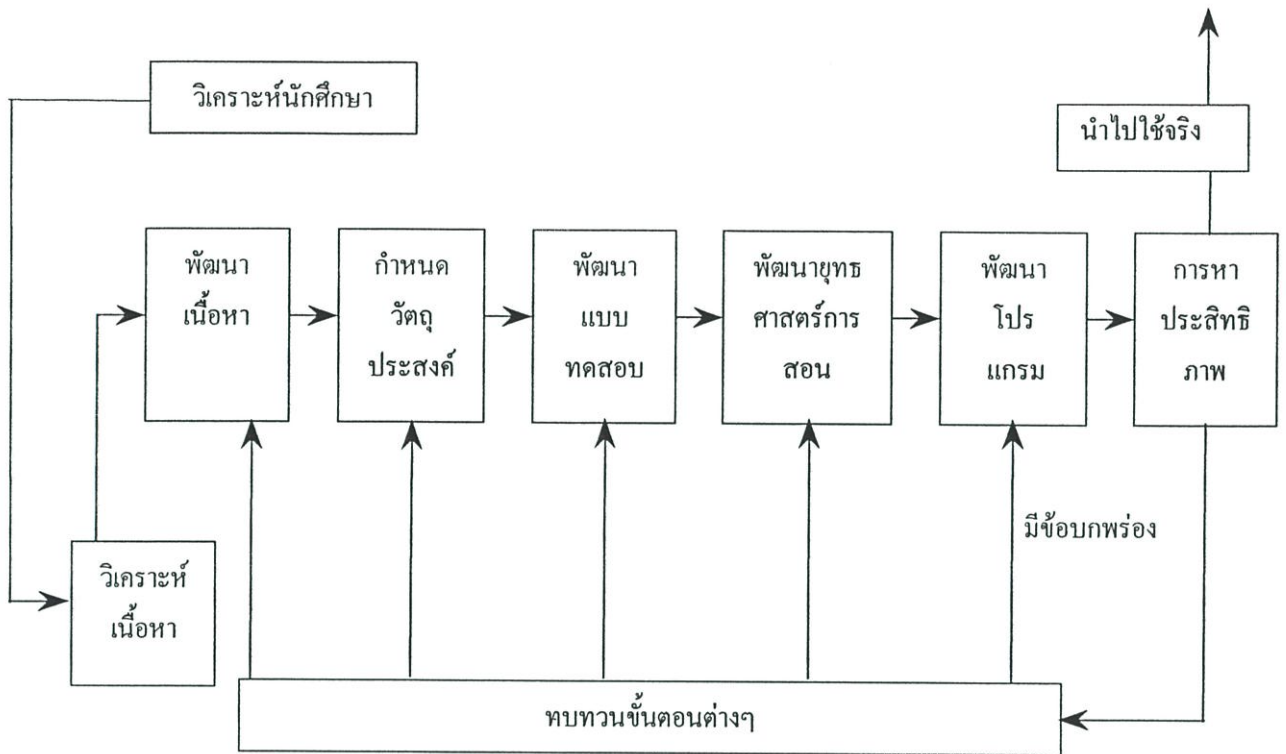 วิเคราะห์นักศึกษา
นำไปใช้จริง
พัฒนา
เนื้อหา
กำหนด
วัตถุ
ประสงค์
พัฒนา
แบบ
ทดสอบ
พัฒนายุทธ
ศาสตร์การ
สอน
พัฒนา
โปร
แกรม
การหา
ประสิทธิ
ภาพ
มีข้อบกพร่อง
วิเคราะห์
เนื้อหา
ทบทวนขั้นตอนต่างๆ